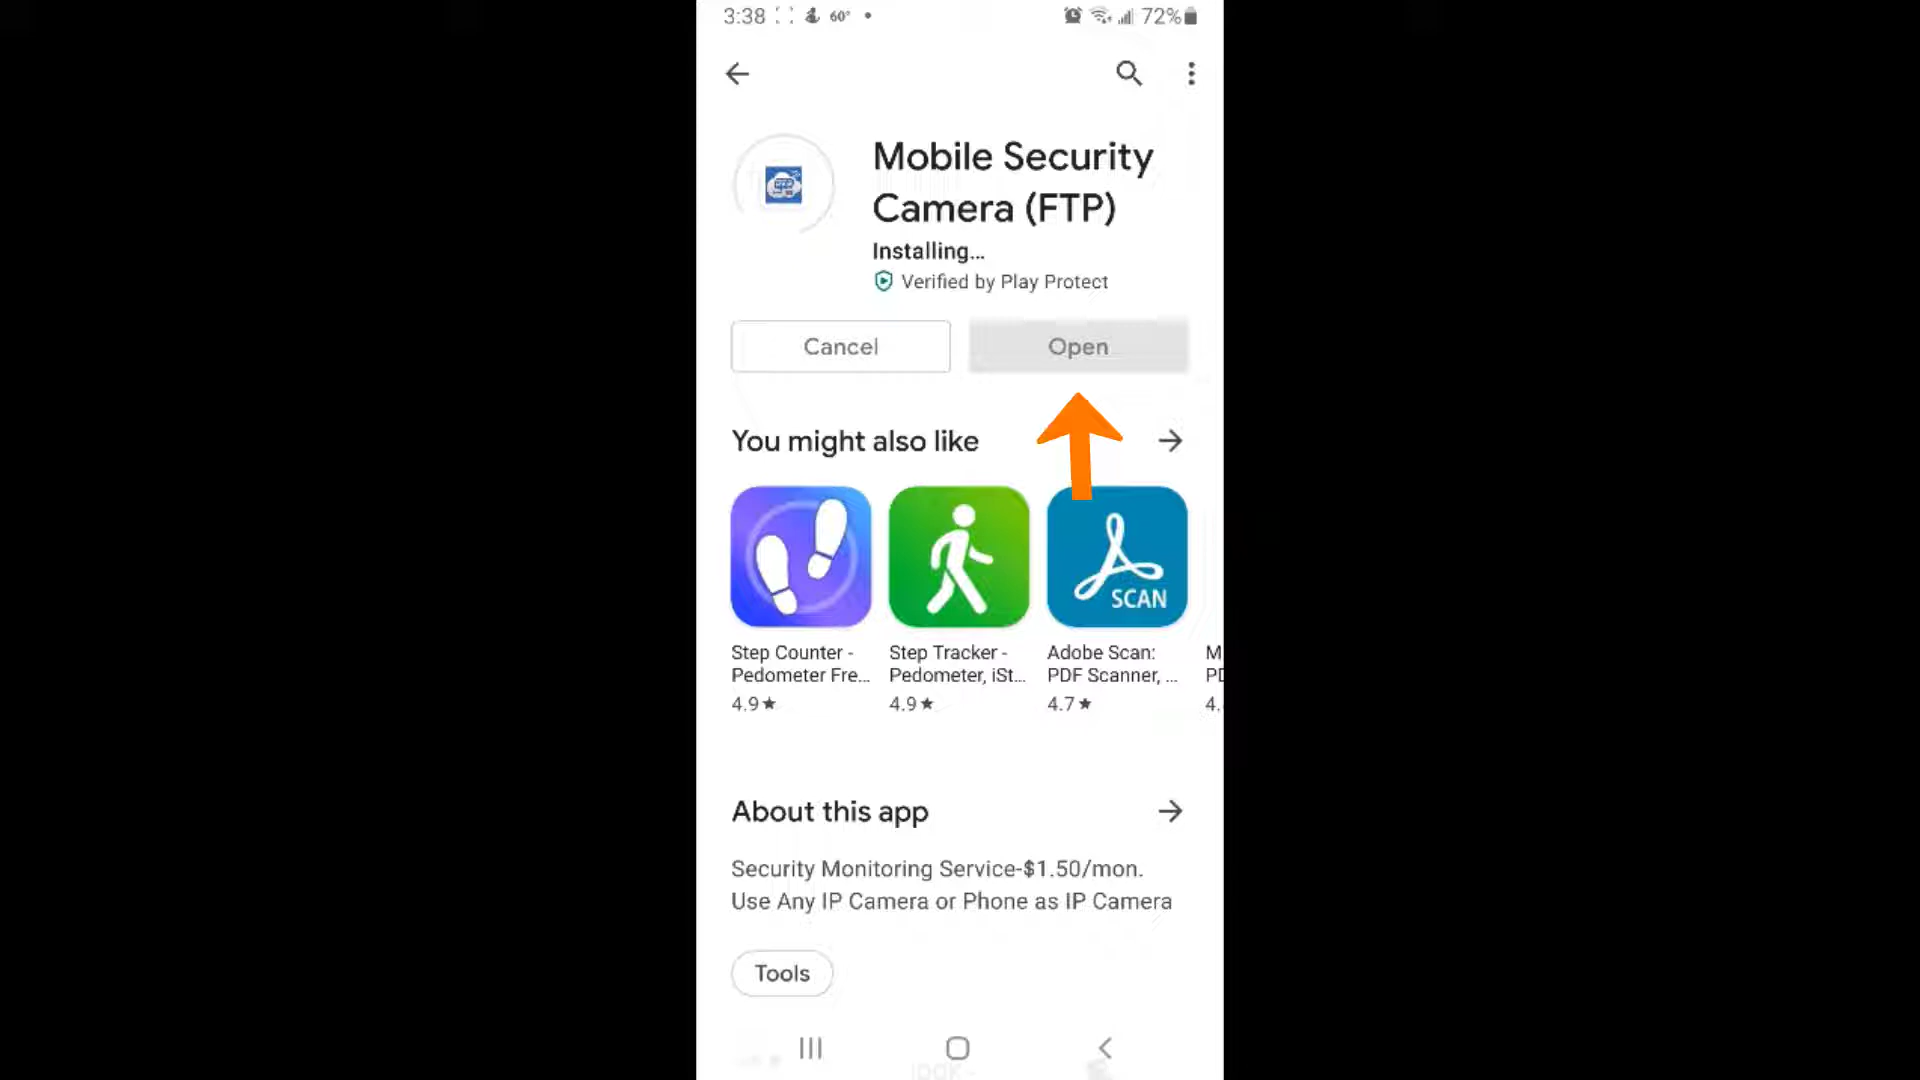 3:38 60° 72%
Mobile Security
Camera (FTP)
Installing...
Verified by Play Protect
Cancel Open
You might also like
SCAN
Step Counter - Step Tracker - Adobe Scan: M
Pedometer Fre... Pedometer, iSt... PDF Scanner, ... PD
4.9★ 4.9★ 4.7★ 4.
About this app
Security Monitoring Service-$1.50/mon.
Use Any IP Camera or Phone as IP Camera
Tools